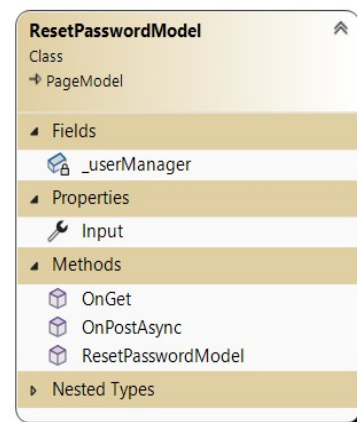 ResetPasswordModel
Class
PageModel
Fields
_userManager
Properties
Input
Methods
OnGet
OnPostAsync
ResetPasswordModel
Nested Types